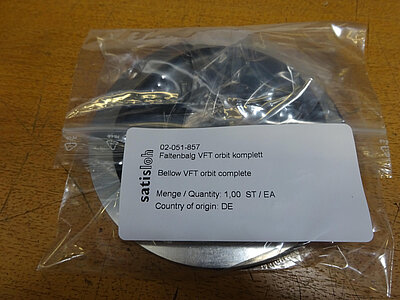 satisloh
02-051-857
Faltenbalg VFT orbit komplett
Bellow VFT orbit complete
Menge / Quantity: 1,00 ST / EA
Country of origin: DE